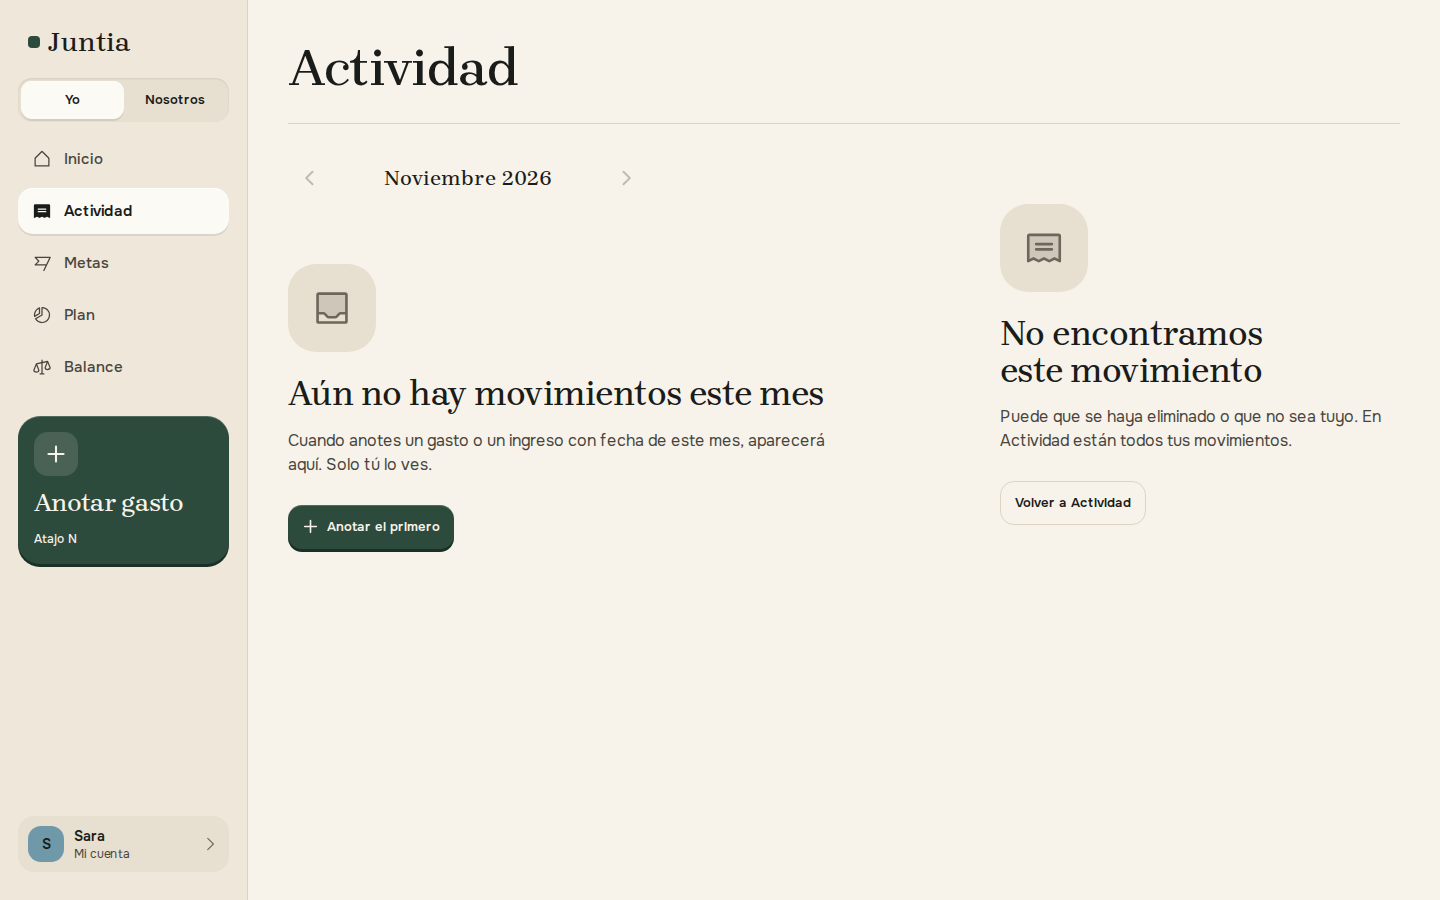 Juntia
Yo
Nosotros
Inicio
Actividad
Metas
Plan
Balance
Anotar gasto
Atajo N
Sara
S
Mi cuenta
Actividad
Noviembre 2026
Aún no hay movimientos este mes
Cuando anotes un gasto o un ingreso con fecha de este mes, aparecerá
aquí. Solo tú lo ves.
Anotar el primero
No encontramos
este movimiento
Puede que se haya eliminado o que no sea tuyo. En
Actividad están todos tus movimientos.
Volver a Actividad